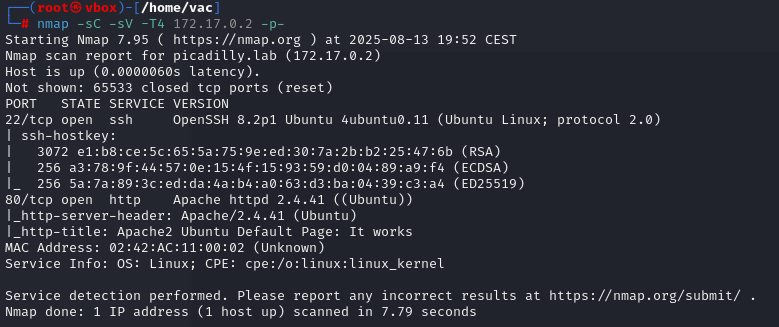 ┌──(root㉿vbox)-[/home/vac]
└─# nmap -sC -sV -T4 172.17.0.2 -p-
Starting Nmap 7.95 ( https://nmap.org ) at 2025-08-13 19:52 CEST
Nmap scan report for picadilly.lab (172.17.0.2)
Host is up (0.0000060s latency).
Not shown: 65533 closed tcp ports (reset)
PORT   STATE SERVICE VERSION
22/tcp open  ssh     OpenSSH 8.2p1 Ubuntu 4ubuntu0.11 (Ubuntu Linux; protocol 2.0)
| ssh-hostkey:
|   3072 e1:b8:ce:5c:65:5a:75:9e:ed:30:7a:2b:b2:25:47:6b (RSA)
|   256 a3:78:9f:44:57:0e:15:4f:15:93:59:d0:04:89:a9:f4 (ECDSA)
|_  256 5a:7a:89:3c:ed:da:4a:b4:a0:63:d3:ba:04:39:c3:a4 (ED25519)
80/tcp open  http    Apache httpd 2.4.41 ((Ubuntu))
|_http-server-header: Apache/2.4.41 (Ubuntu)
|_http-title: Apache2 Ubuntu Default Page: It works
MAC Address: 02:42:AC:11:00:02 (Unknown)
Service Info: OS: Linux; CPE: cpe:/o:linux:linux_kernel

Service detection performed. Please report any incorrect results at https://nmap.org/submit/ .
Nmap done: 1 IP address (1 host up) scanned in 7.79 seconds